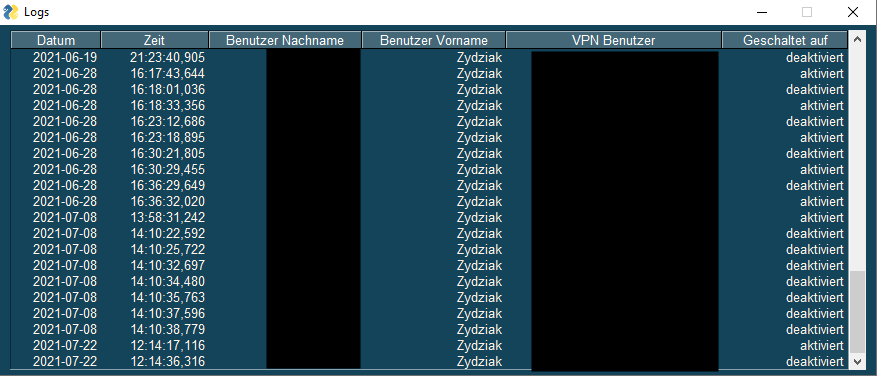 Logs
Datum Zeit Benutzer Nachname Benutzer Vorname VPN Benutzer Geschaltet auf
2021-06-19 21:23:40,905 Zydziak deaktiviert
2021-06-28 16:17:43,644 Zydziak aktiviert
2021-06-28 16:18:01,036 Zydziak deaktiviert
2021-06-28 16:18:33,356 Zydziak aktiviert
2021-06-28 16:23:12,686 Zydziak deaktiviert
2021-06-28 16:23:18,895 Zydziak aktiviert
2021-06-28 16:30:21,805 Zydziak deaktiviert
2021-06-28 16:30:29,455 Zydziak aktiviert
2021-06-28 16:36:29,649 Zydziak deaktiviert
2021-06-28 16:36:32,020 Zydziak aktiviert
2021-07-08 13:58:31,242 Zydziak aktiviert
2021-07-08 14:10:22,592 Zydziak deaktiviert
2021-07-08 14:10:25,722 Zydziak deaktiviert
2021-07-08 14:10:32,697 Zydziak deaktiviert
2021-07-08 14:10:34,480 Zydziak deaktiviert
2021-07-08 14:10:35,763 Zydziak deaktiviert
2021-07-08 14:10:37,596 Zydziak deaktiviert
2021-07-08 14:10:38,779 Zydziak deaktiviert
2021-07-22 12:14:17,116 Zydziak aktiviert
2021-07-22 12:14:36,316 Zydziak deaktiviert